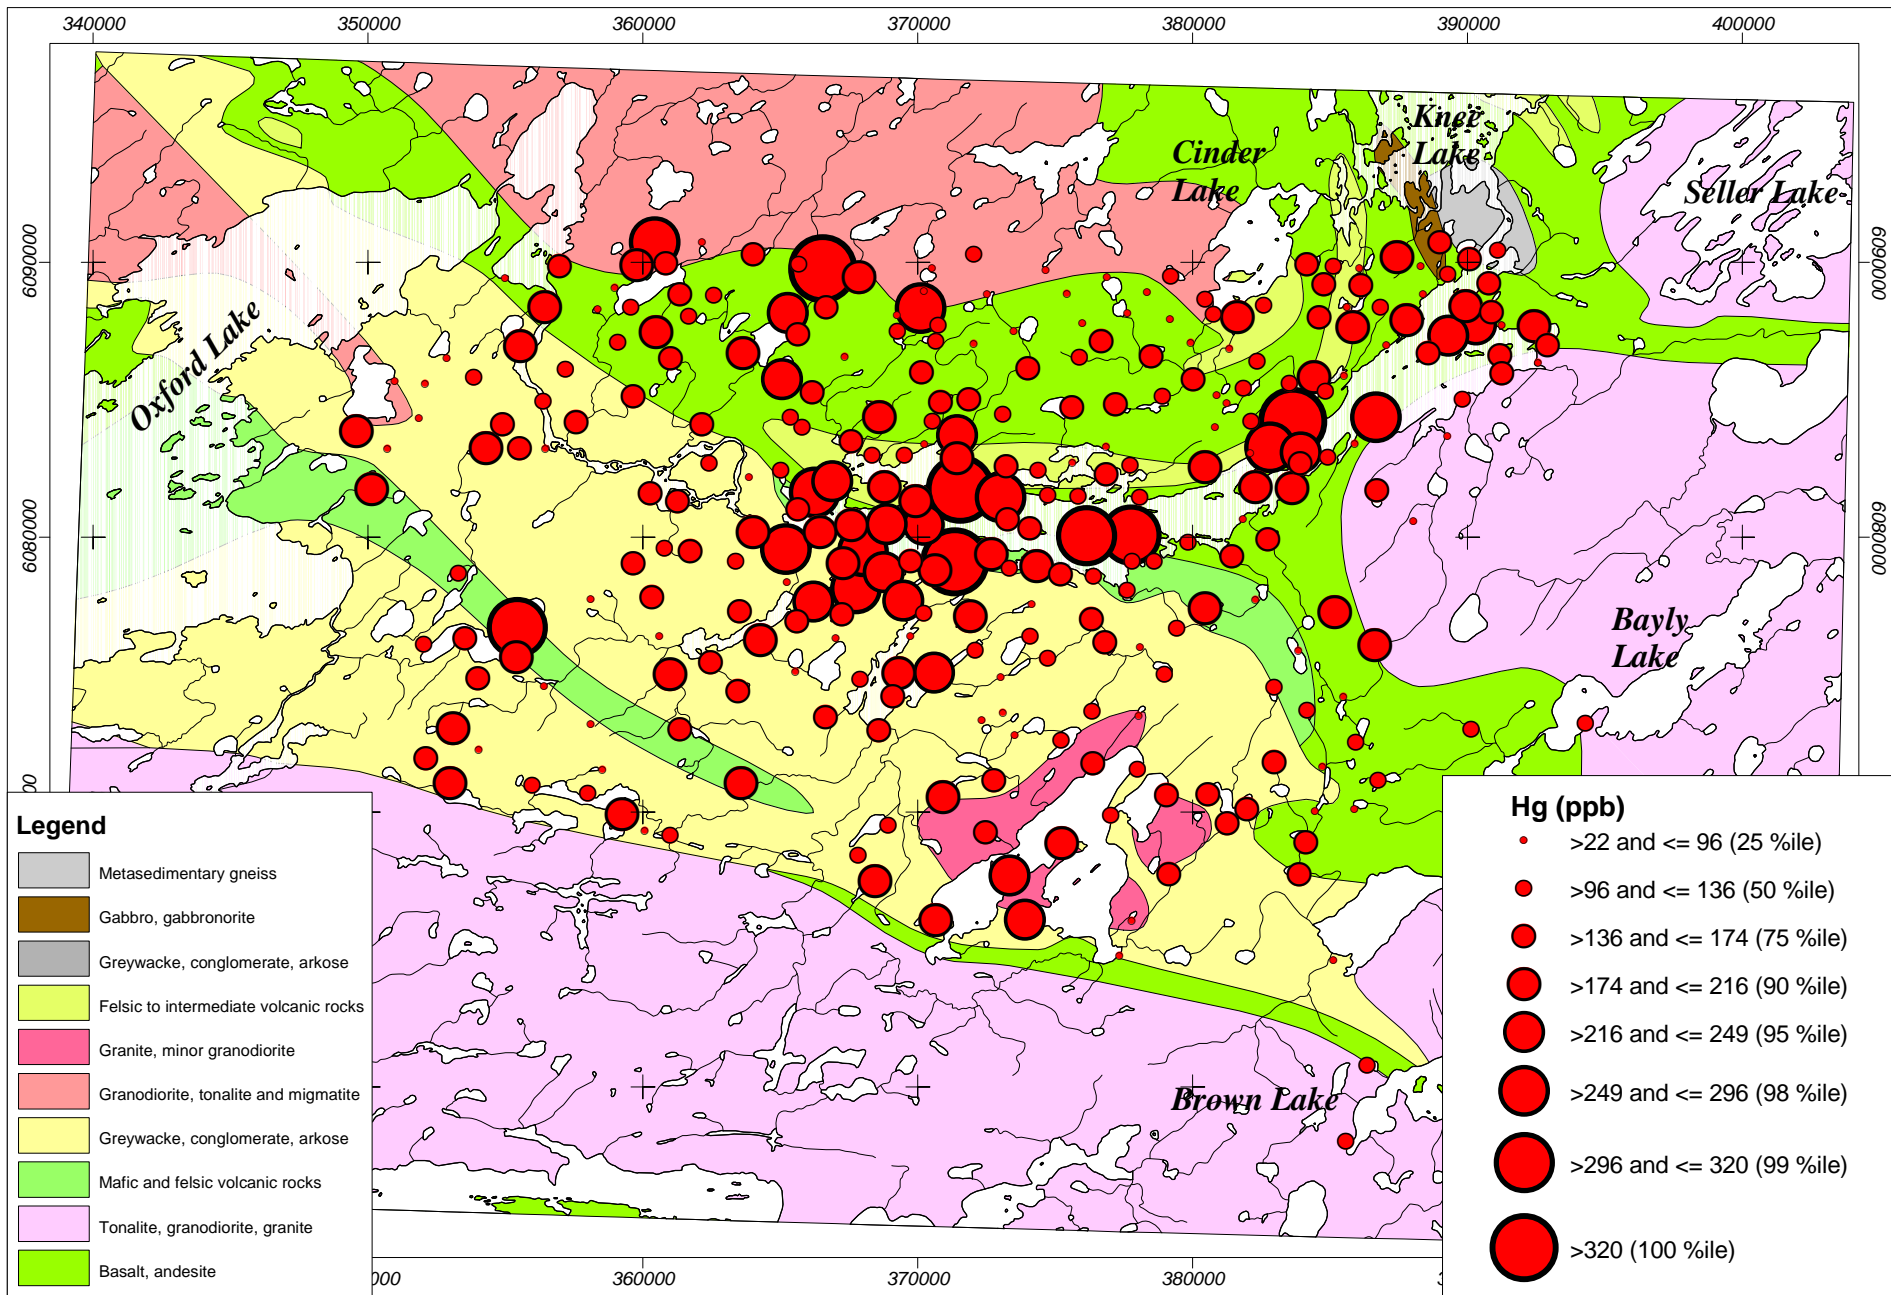 340000 350000 360000 370000 380000 390000 400000
Knee
Lake
Cinder
Lake
Seller Lake
6090000
6090000
Oxford Lake
6080000
6080000
Bayly
Lake
00
Brown Lake
Legend
Metasedimentary gneiss
Gabbro, gabbronorite
Greywacke, conglomerate, arkose
Felsic to intermediate volcanic rocks
Granite, minor granodiorite
Granodiorite, tonalite and migmatite
Greywacke, conglomerate, arkose
Mafic and felsic volcanic rocks
Tonalite, granodiorite, granite
Basalt, andesite
Hg (ppb)
>22 and <= 96 (25 %ile)
>96 and <= 136 (50 %ile)
>136 and <= 174 (75 %ile)
>174 and <= 216 (90 %ile)
>216 and <= 249 (95 %ile)
>249 and <= 296 (98 %ile)
>296 and <= 320 (99 %ile)
>320 (100 %ile)
360000 370000 380000